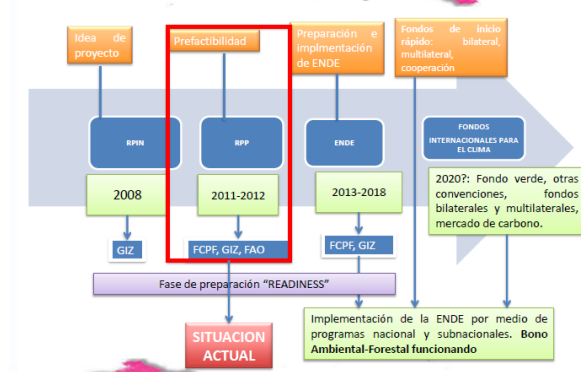 Idea de
proyecto
Prefactibilidad
Preparación e
implmentación
de ENDE
Fondos de inicio
rápido: bilateral,
multilateral,
cooperación
RPIN
RPP
ENDE
FONDOS
INTERNACIONALES PARA
EL CLIMA
2008
2011-2012
2013-2018
2020?: Fondo verde, otras
convenciones, fondos
bilaterales y multilaterales,
mercado de carbono.
GIZ
FCPF, GIZ, FAO
FCPF, GIZ
Fase de preparación “READINESS”
SITUACION
ACTUAL
Implementación de la ENDE por medio de
programas nacional y subnacionales. Bono
Ambiental-Forestal funcionando